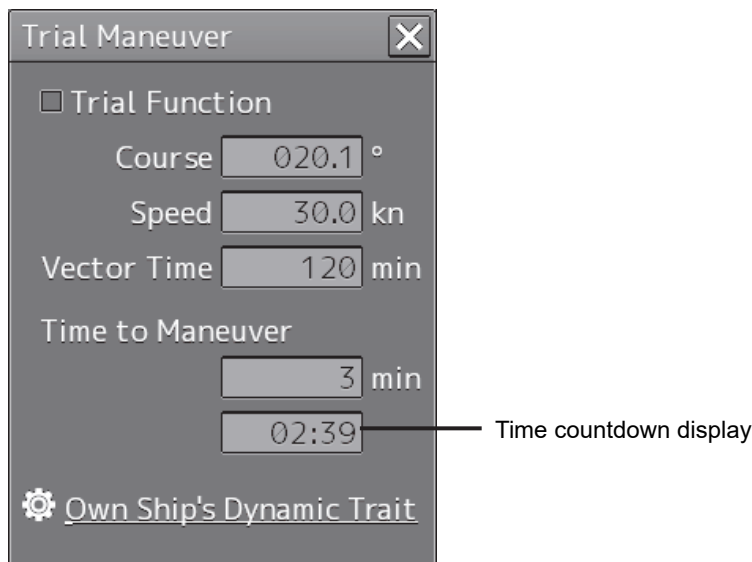 Trial Maneuver
Trial Function
Course 020.1 °
Speed 30.0 kn
Vector Time 120 min
Time to Maneuver
3 min
02:39 Time countdown display
Own Ship's Dynamic Trait